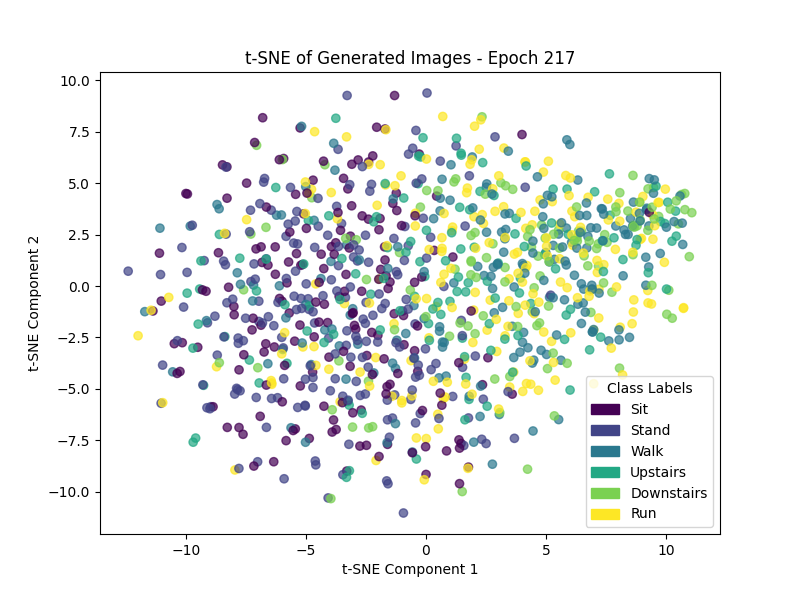 t-SNE of Generated Images - Epoch 217
t-SNE Component 2
10.0
7.5
5.0
2.5
0.0
−2.5
−5.0
−7.5
−10.0
Class Labels
Sit
Stand
Walk
Upstairs
Downstairs
Run
−10
−5
0
5
10
t-SNE Component 1